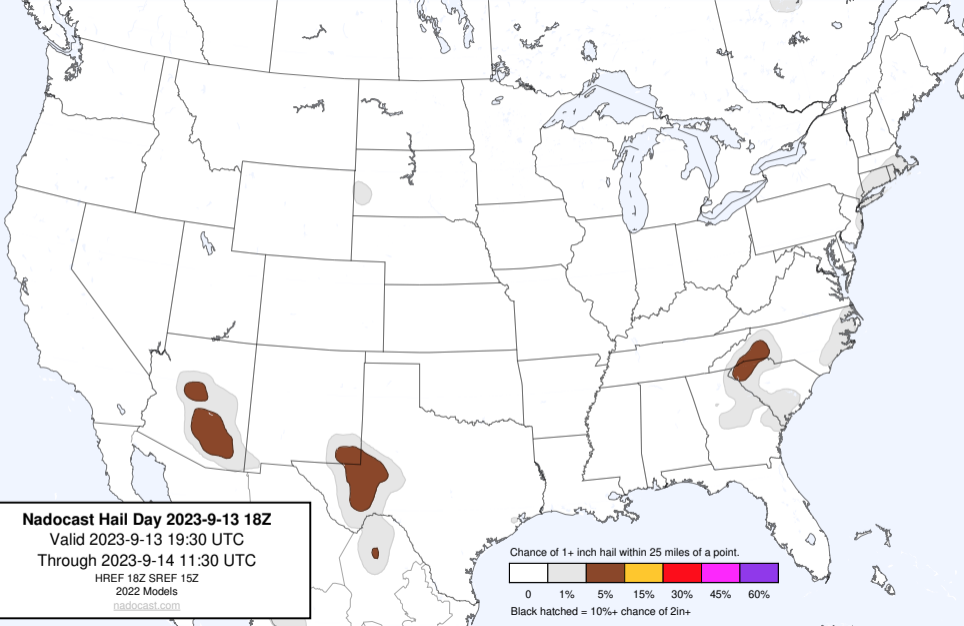 Nadocast Hail Day 2023-9-13 18Z
Valid 2023-9-13 19:30 UTC
Through 2023-9-14 11:30 UTC
HREF 18Z SREF 15Z
2022 Models
nadocast.com
Chance of 1+ inch hail within 25 miles of a point.
0 1% 5% 15% 30% 45% 60%
Black hatched = 10%+ chance of 2in+